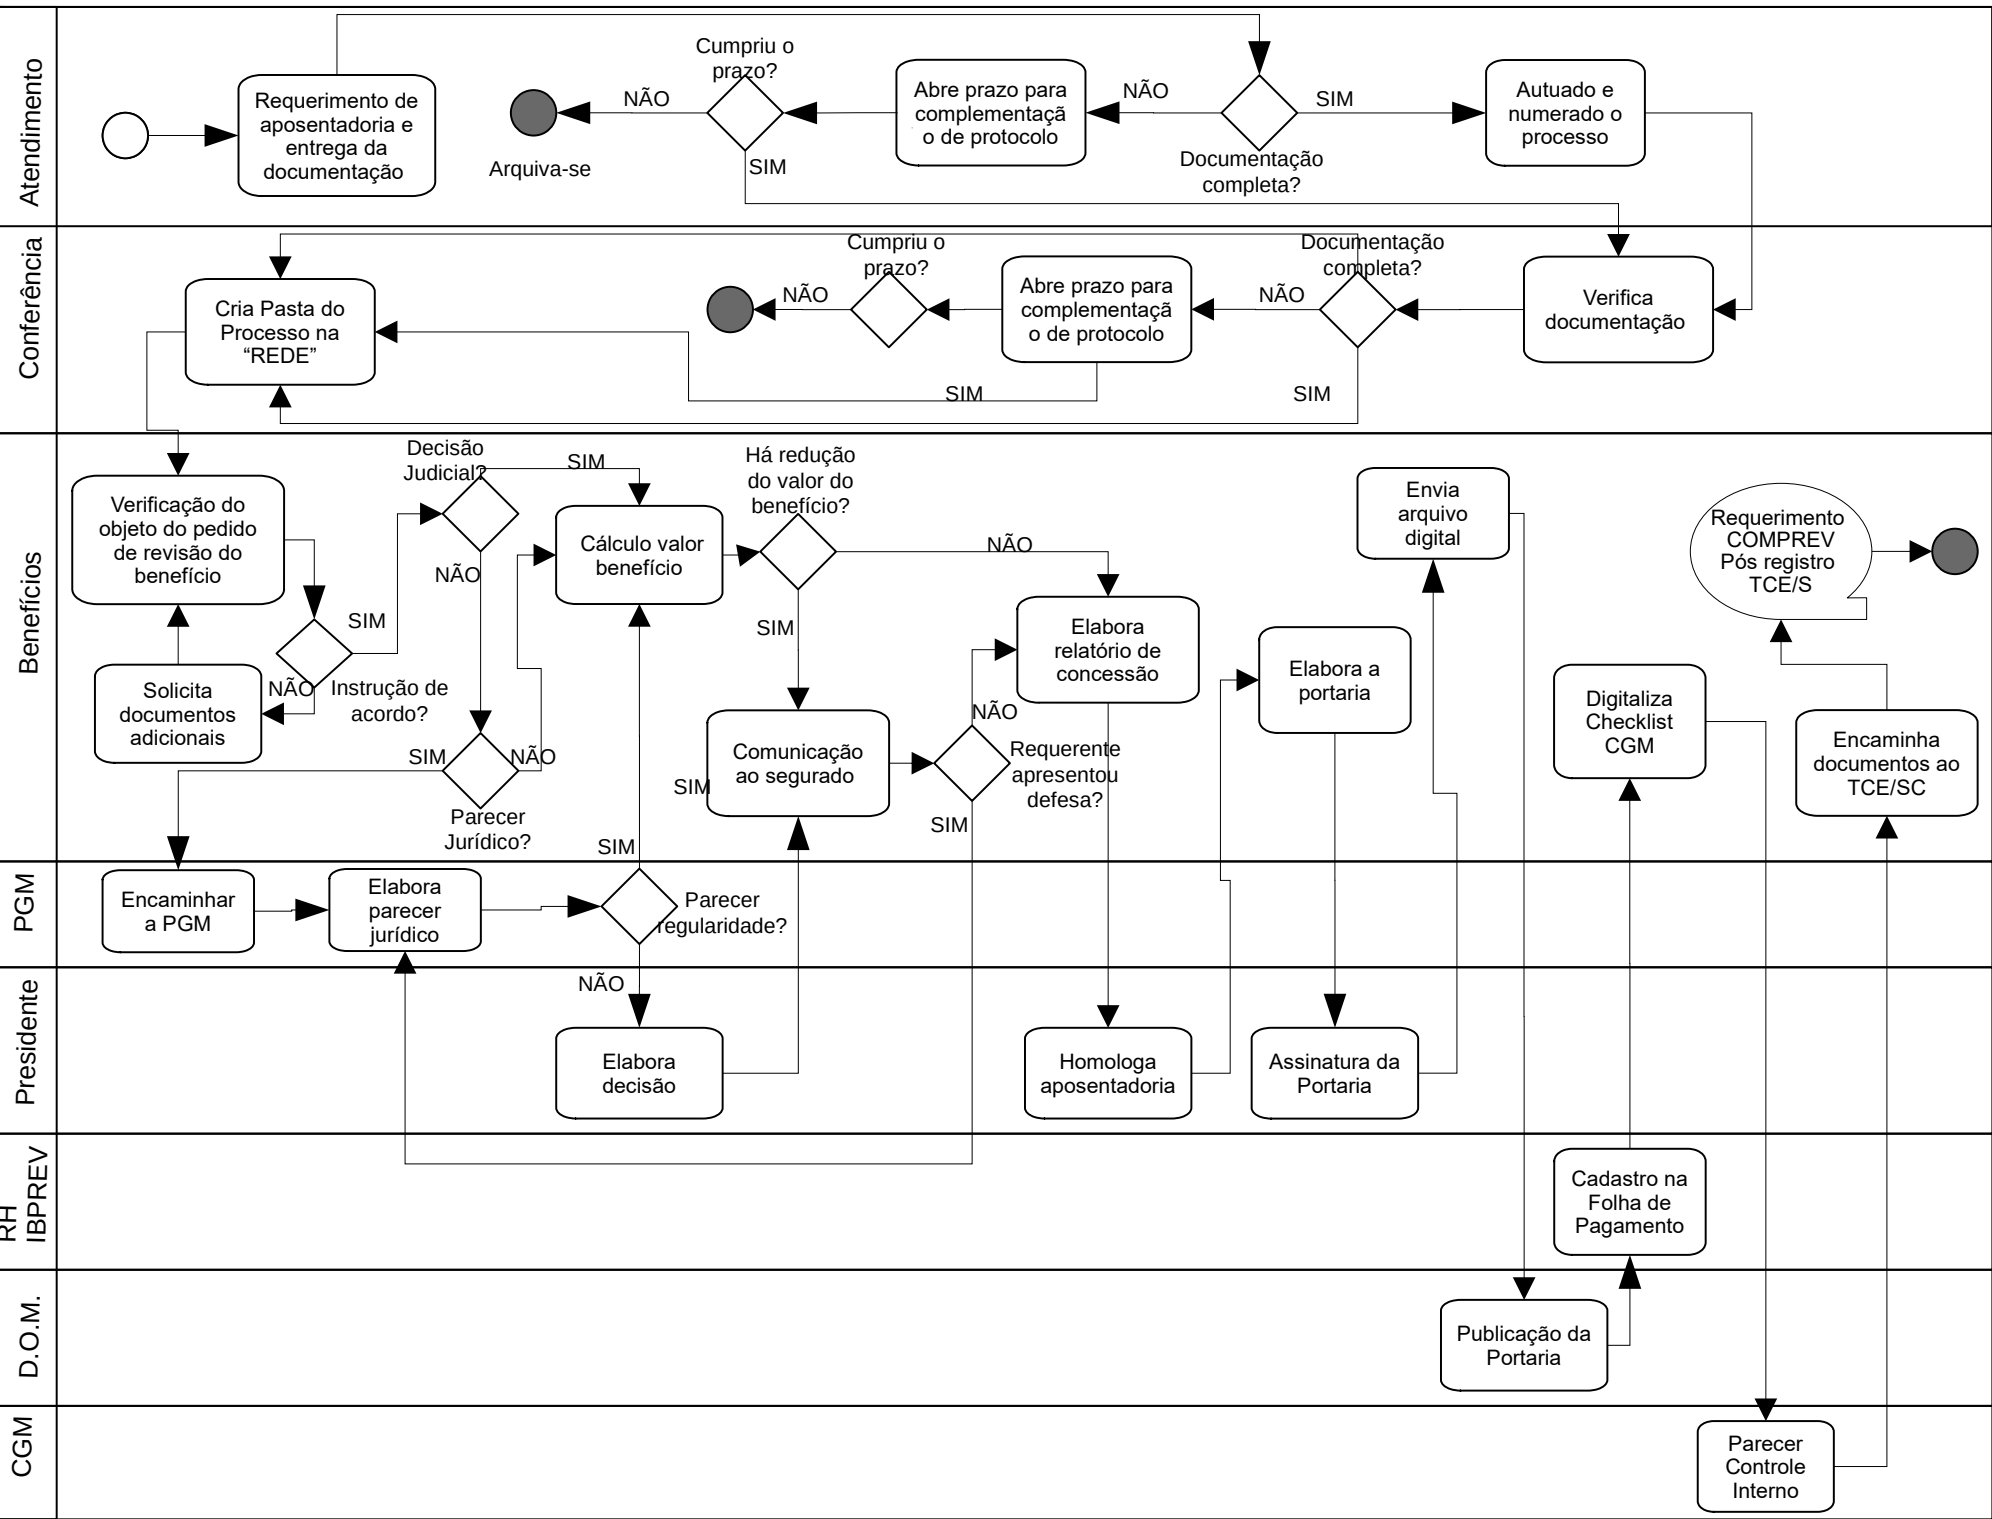 Atendimento
Requerimento de
aposentadoria e
entrega da
documentação
Arquiva-se
NÃO
Cumpriu o
prazo?
SIM
Abre prazo para
complementaçã
o de protocolo
NÃO
Documentação
completa?
SIM
Autuado e
numerado o
processo
Conferência
Cria Pasta do
Processo na
“REDE”
NÃO
Cumpriu o
prazo?
Abre prazo para
complementaçã
o de protocolo
SIM
NÃO
Documentação
completa?
SIM
Verifica
documentação
Benefícios
Verificação do
objeto do pedido
de revisão do
benefício
Solicita
documentos
adicionais
NÃO
SIM
Instrução de
acordo?
Decisão
Judicial?
SIM
NÃO
SIM
NÃO
Parecer
Jurídico?
Cálculo valor
benefício
SIM
Há redução
do valor do
benefício?
NÃO
SIM
Comunicação
ao segurado
SIM
NÃO
Requerente
apresentou
defesa?
SIM
Elabora
relatório de
concessão
Elabora a
portaria
Envia
arquivo
digital
Digitaliza
Checklist
CGM
Requerimento
COMPREV
Pós registro
TCE/S
Encaminha
documentos ao
TCE/SC
PGM
Encaminhar
a PGM
Elabora
parecer
jurídico
Parecer
regularidade?
Presidente
NÃO
Elabora
decisão
Homologa
aposentadoria
Assinatura da
Portaria
RH
IBPREV
Cadastro na
Folha de
Pagamento
D.O.M.
Publicação da
Portaria
CGM
Parecer
Controle
Interno